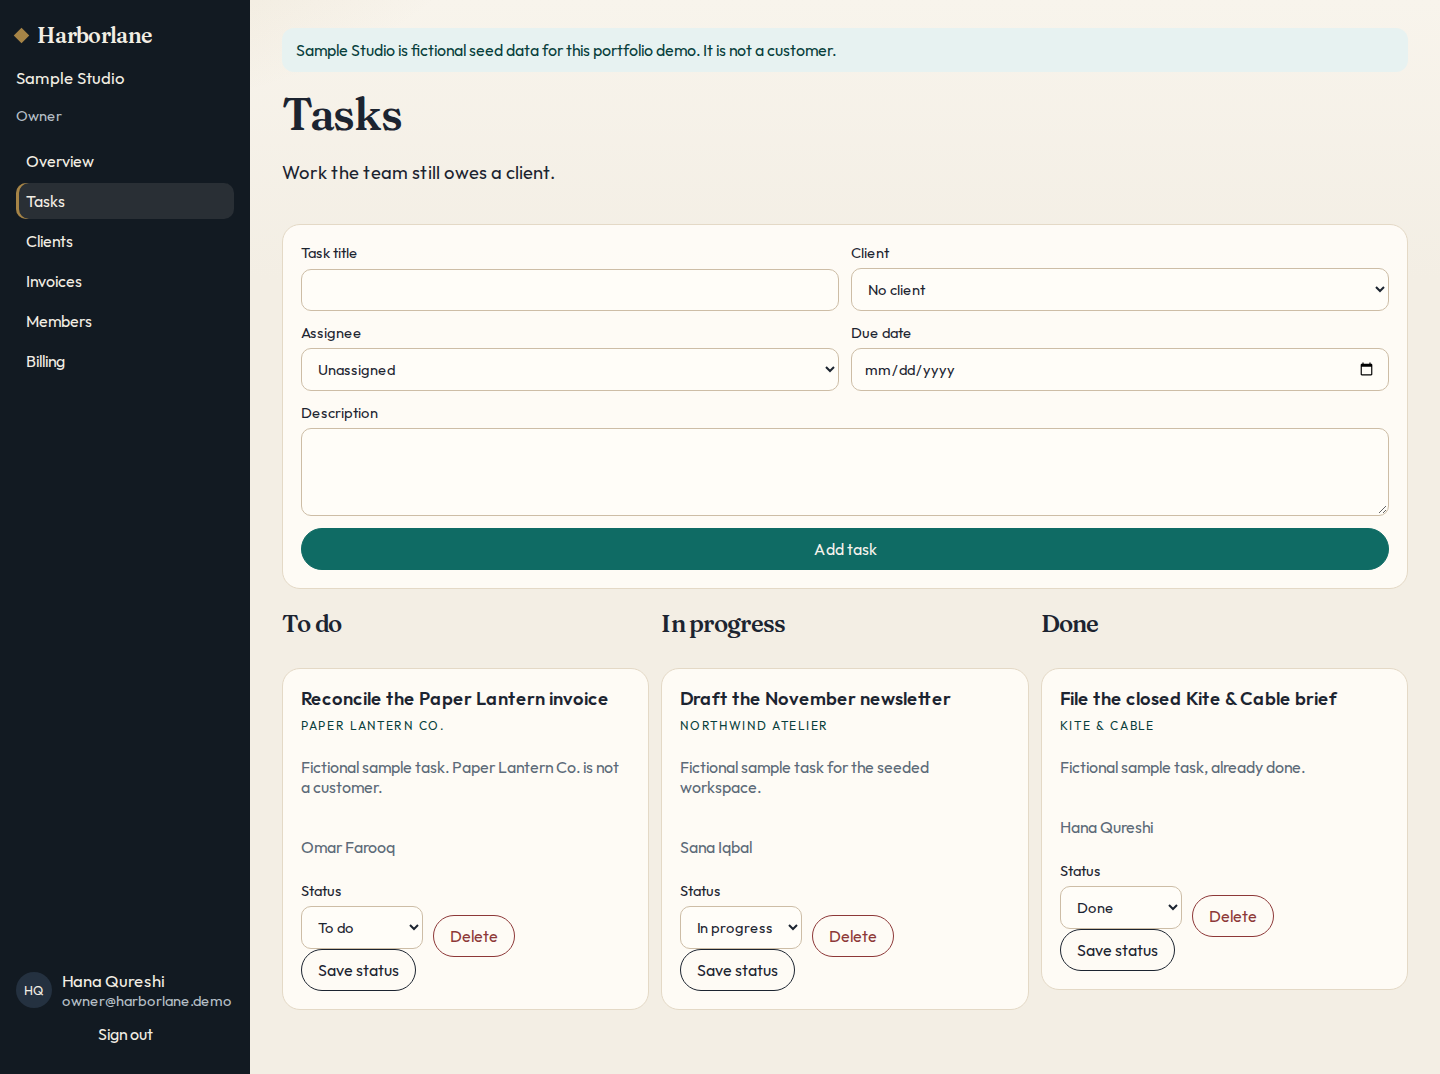 Harborlane
Sample Studio
Owner
Overview
Tasks
Clients
Invoices
Members
Billing
HQ
Hana Qureshi
owner@harborlane.demo
Sign out
Sample Studio is fictional seed data for this portfolio demo. It is not a customer.
Tasks
Work the team still owes a client.
Task title
Client
No client
Assignee
Due date
Unassigned
mm/dd/yyyy
Description
Add task
To do
Reconcile the Paper Lantern invoice
PAPER LANTERN CO.
Fictional sample task. Paper Lantern Co. is not
a customer.
Omar Farooq
Status
To do
Delete
Save status
In progress
Draft the November newsletter
NORTHWIND ATELIER
Fictional sample task for the seeded
workspace.
Sana Iqbal
Status
In progress
Delete
Save status
Done
File the closed Kite & Cable brief
KITE & CABLE
Fictional sample task, already done.
Hana Qureshi
Status
Done
Delete
Save status